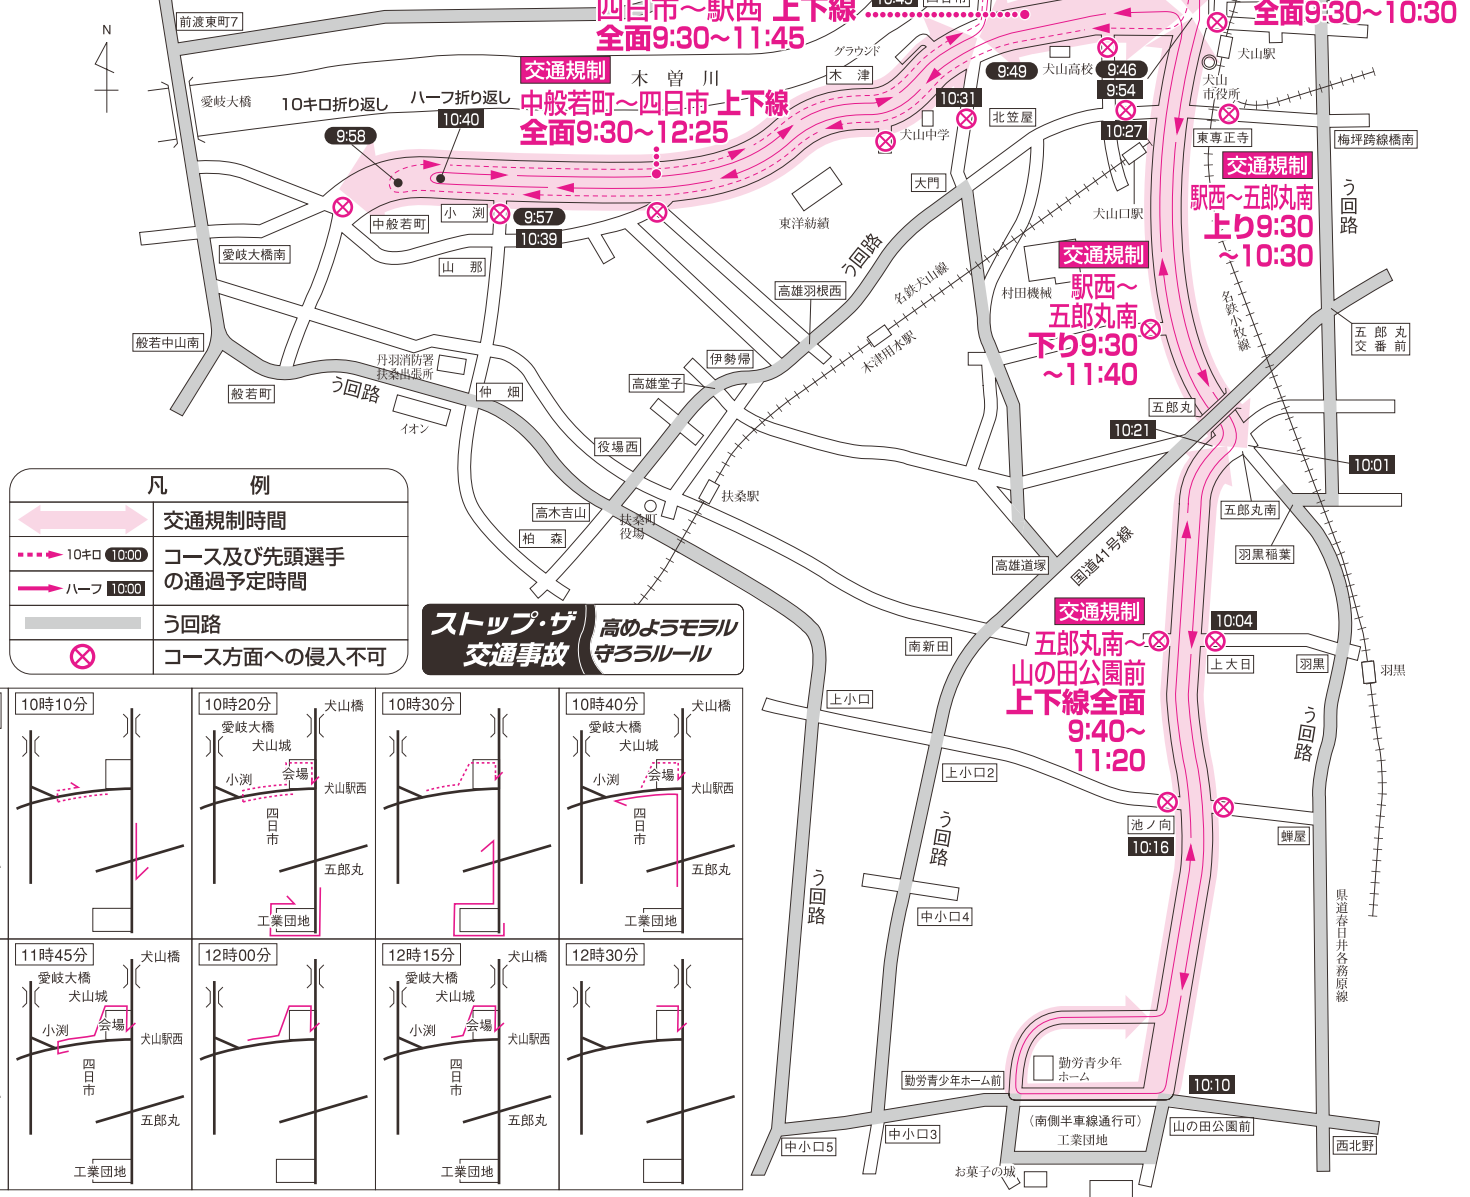 四日市～駅西 上下線
全面9:30～11:45
全面9:30～10:30
前渡東町7
N
愛岐大橋
交通規制
木曽川
中般若町～四日市 上下線
全面9:30～12:25
10キロ折り返し
9:58
ハーフ折り返し
10:40
グラウンド
木津
9:49
犬山高校
9:46
9:54
犬山駅
犬山
市役所
10:31
犬山中学
北笠屋
10:27
東専正寺
梅坪跨線橋南
交通規制
駅西～五郎丸南
上り9:30
～10:30
う回路
大門
犬山口駅
東洋紡績
中般若町
小渕
9:57
10:39
愛岐大橋南
山那
う回路
高雄羽根西
名鉄犬山線
村田機械
交通規制
駅西～
五郎丸南
下り9:30
～11:40
名鉄小牧線
五郎丸
交番前
般若中山南
丹羽消防署
扶桑出張所
般若町
う回路
イオン
仲畑
伊勢帰
高雄堂子
木津用水駅
役場西
五郎丸
10:21
10:01
凡例
交通規制時間
10キロ 10:00
ハーフ 10:00
コース及び先頭選手
の通過予定時間
う回路
コース方面への侵入不可
高木吉山
柏森
扶桑町
役場
扶桑駅
高雄道塚
国道41号線
五郎丸南
羽黒稲葉
ストップ・ザ
交通事故
高めようモラル
守ろうルール
南新田
交通規制
五郎丸南～
山の田公園前
上下線全面
9:40～
11:20
10:04
上大日
羽黒
羽黒
う回路
上小口
上小口2
池ノ向
10:16
蝉屋
う回路
う回路
中小口4
県道春日井各務原線
勤労青少年
ホーム
勤労青少年ホーム前
10:10
(南側半車線通行可)
工業団地
山の田公園前
西北野
中小口5
中小口3
お菓子の城
10時10分
10時20分
犬山橋
愛岐大橋
犬山城
小渕
会場
犬山駅西
四日市
五郎丸
工業団地
10時30分
10時40分
犬山橋
愛岐大橋
犬山城
小渕
会場
犬山駅西
四日市
五郎丸
工業団地
11時45分
犬山橋
愛岐大橋
犬山城
小渕
会場
犬山駅西
四日市
五郎丸
工業団地
12時00分
12時15分
犬山橋
愛岐大橋
犬山城
小渕
会場
犬山駅西
四日市
五郎丸
工業団地
12時30分